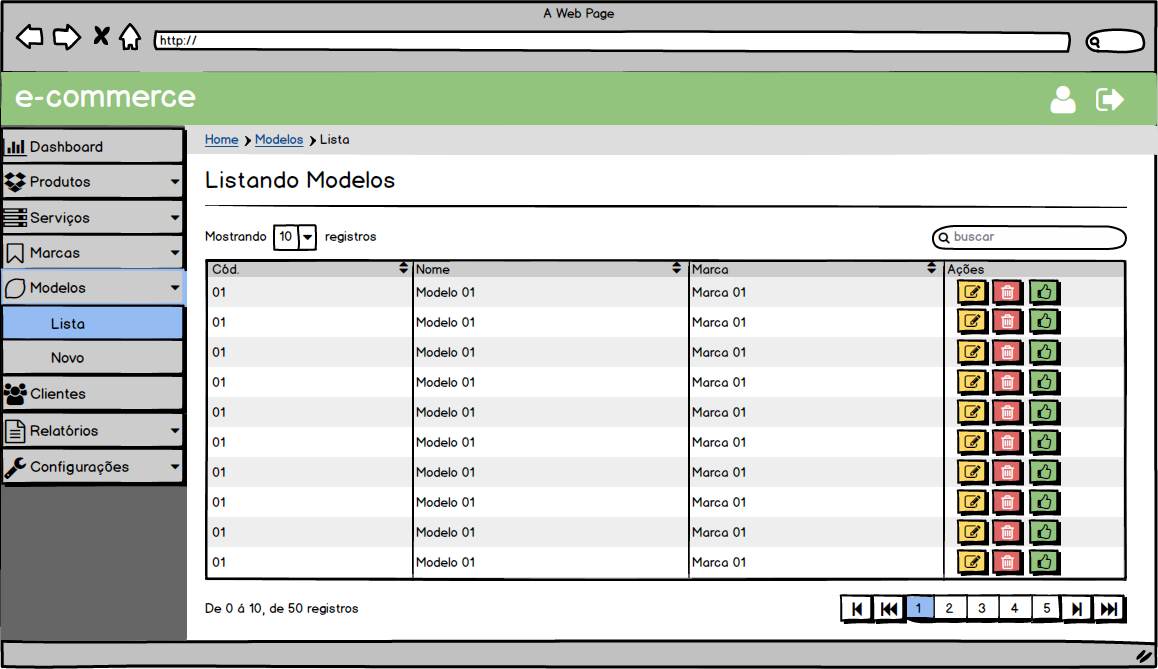 A Web Page
http://
e-commerce
Dashboard
Produtos
Serviços
Marcas
Modelos
Lista
Novo
Clientes
Relatórios
Configurações
Home Modelos Lista
Listando Modelos
Mostrando 10 registros
buscar
Cód. Nome Marca Ações
01 Modelo 01 Marca 01
01 Modelo 01 Marca 01
01 Modelo 01 Marca 01
01 Modelo 01 Marca 01
01 Modelo 01 Marca 01
01 Modelo 01 Marca 01
01 Modelo 01 Marca 01
01 Modelo 01 Marca 01
01 Modelo 01 Marca 01
01 Modelo 01 Marca 01
De 0 á 10, de 50 registros
1 2 3 4 5